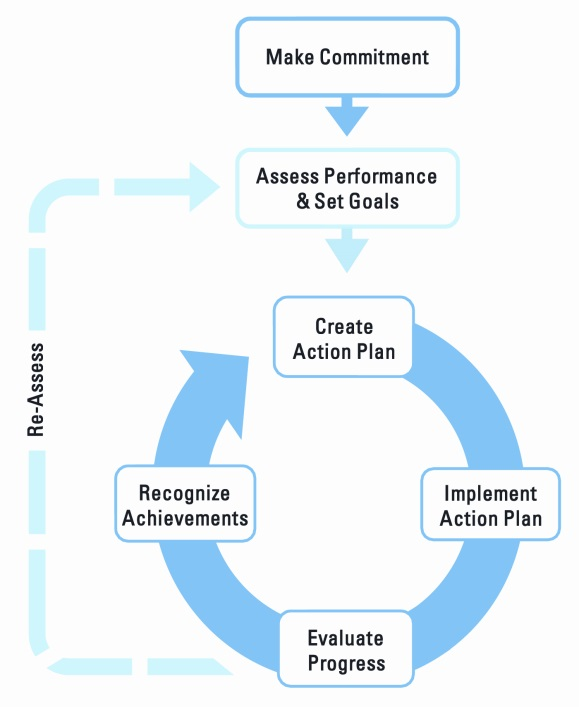 Make Commitment
Assess Performance
& Set Goals
Create
Action Plan
Re-Assess
Recognize
Achievements
Implement
Action Plan
Evaluate
Progress